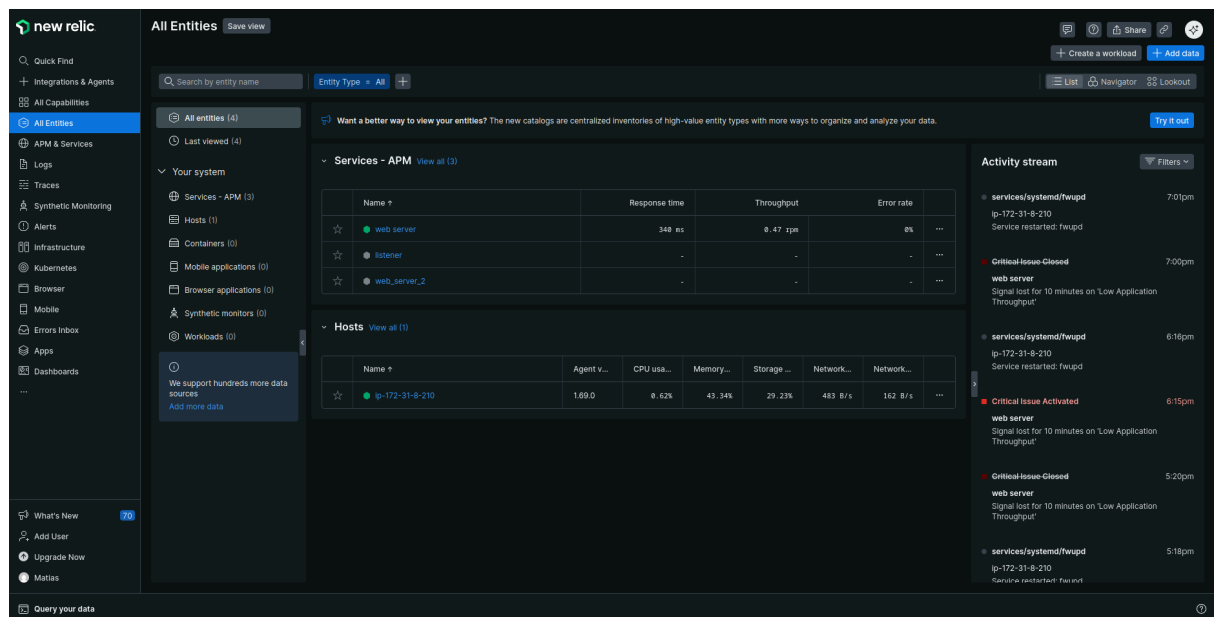 new relic
Quick Find
Integrations & Agents
All Capabilities
All Entities
APM & Services
Logs
Traces
Synthetic Monitoring
Alerts
Infrastructure
Kubernetes
Browser
Mobile
Errors Inbox
Apps
Dashboards
...
What's New 70
Add User
Upgrade Now
Matias
Query your data
All Entities Save view
Share
+ Create a workload + Add data
Search by entity name Entity Type = All +
List Navigator Lookout
All entities (4)
Last viewed (4)
Your system
Services - APM (3)
Hosts (1)
Containers (0)
Mobile applications (0)
Browser applications (0)
Synthetic monitors (0)
Workloads (0)
We support hundreds more data
sources
Add more data
Want a better way to view your entities? The new catalogs are centralized inventories of high-value entity types with more ways to organize and analyze your data. Try it out
Services - APM View all (3)
Name ↑ Response time Throughput Error rate
web server 340 ms 0.47 rpm 0% ...
listener - - - ...
web_server_2 - - - ...
Hosts View all (1)
Name ↑ Agent v... CPU usa... Memory... Storage ... Network... Network...
ip-172-31-8-210 1.69.0 0.62% 43.34% 29.23% 483 B/s 162 B/s ...
Activity stream Filters
services/systemd/fwupd 7:01pm
ip-172-31-8-210
Service restarted: fwupd
Critical Issue Closed 7:00pm
web server
Signal lost for 10 minutes on 'Low Application
Throughput'
services/systemd/fwupd 6:16pm
ip-172-31-8-210
Service restarted: fwupd
Critical Issue Activated 6:15pm
web server
Signal lost for 10 minutes on 'Low Application
Throughput'
Critical Issue Closed 5:20pm
web server
Signal lost for 10 minutes on 'Low Application
Throughput'
services/systemd/fwupd 5:18pm
ip-172-31-8-210
Service restarted: fwupd